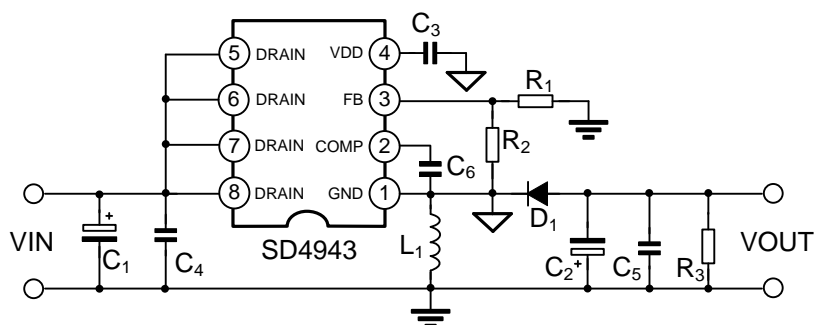 C3
5 DRAIN VDD 4
R1
6 DRAIN FB 3
R2
7 DRAIN COMP 2
C6
8 DRAIN GND 1
D1
+
VIN
C1
C4
SD4943
L1
C2
+
C5
R3
VOUT